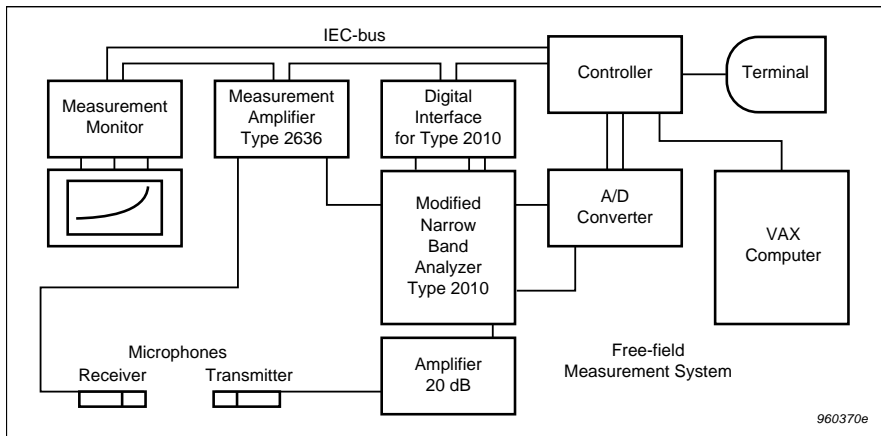 IEC-bus
Measurement
Monitor
Measurement
Amplifier
Type 2636
Digital
Interface
for Type 2010
Controller
Terminal
Modified
Narrow
Band
Analyzer
Type 2010
A/D
Converter
VAX
Computer
Microphones
Receiver
Transmitter
Amplifier
20 dB
Free-field
Measurement System
960370e